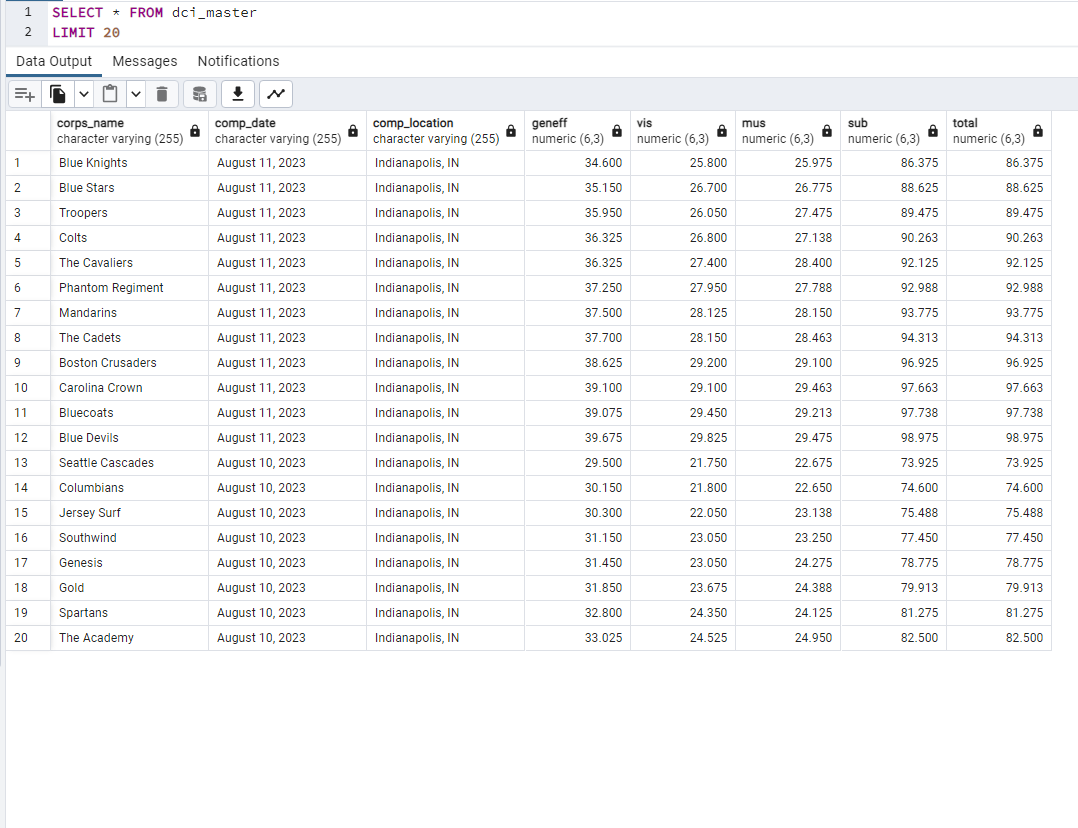 1 SELECT * FROM dci_master
2 LIMIT 20
Data Output Messages Notifications
corps_name comp_date comp_location geneff vis mus sub total
character varying (255) character varying (255) character varying (255) numeric (6,3) numeric (6,3) numeric (6,3) numeric (6,3) numeric (6,3)
1 Blue Knights August 11, 2023 Indianapolis, IN 34.600 25.800 25.975 86.375 86.375
2 Blue Stars August 11, 2023 Indianapolis, IN 35.150 26.700 26.775 88.625 88.625
3 Troopers August 11, 2023 Indianapolis, IN 35.950 26.050 27.475 89.475 89.475
4 Colts August 11, 2023 Indianapolis, IN 36.325 26.800 27.138 90.263 90.263
5 The Cavaliers August 11, 2023 Indianapolis, IN 36.325 27.400 28.400 92.125 92.125
6 Phantom Regiment August 11, 2023 Indianapolis, IN 37.250 27.950 27.788 92.988 92.988
7 Mandarins August 11, 2023 Indianapolis, IN 37.500 28.125 28.150 93.775 93.775
8 The Cadets August 11, 2023 Indianapolis, IN 37.700 28.150 28.463 94.313 94.313
9 Boston Crusaders August 11, 2023 Indianapolis, IN 38.625 29.200 29.100 96.925 96.925
10 Carolina Crown August 11, 2023 Indianapolis, IN 39.100 29.100 29.463 97.663 97.663
11 Bluecoats August 11, 2023 Indianapolis, IN 39.075 29.450 29.213 97.738 97.738
12 Blue Devils August 11, 2023 Indianapolis, IN 39.675 29.825 29.475 98.975 98.975
13 Seattle Cascades August 10, 2023 Indianapolis, IN 29.500 21.750 22.675 73.925 73.925
14 Columbians August 10, 2023 Indianapolis, IN 30.150 21.800 22.650 74.600 74.600
15 Jersey Surf August 10, 2023 Indianapolis, IN 30.300 22.050 23.138 75.488 75.488
16 Southwind August 10, 2023 Indianapolis, IN 31.150 23.050 23.250 77.450 77.450
17 Genesis August 10, 2023 Indianapolis, IN 31.450 23.050 24.275 78.775 78.775
18 Gold August 10, 2023 Indianapolis, IN 31.850 23.675 24.388 79.913 79.913
19 Spartans August 10, 2023 Indianapolis, IN 32.800 24.350 24.125 81.275 81.275
20 The Academy August 10, 2023 Indianapolis, IN 33.025 24.525 24.950 82.500 82.500